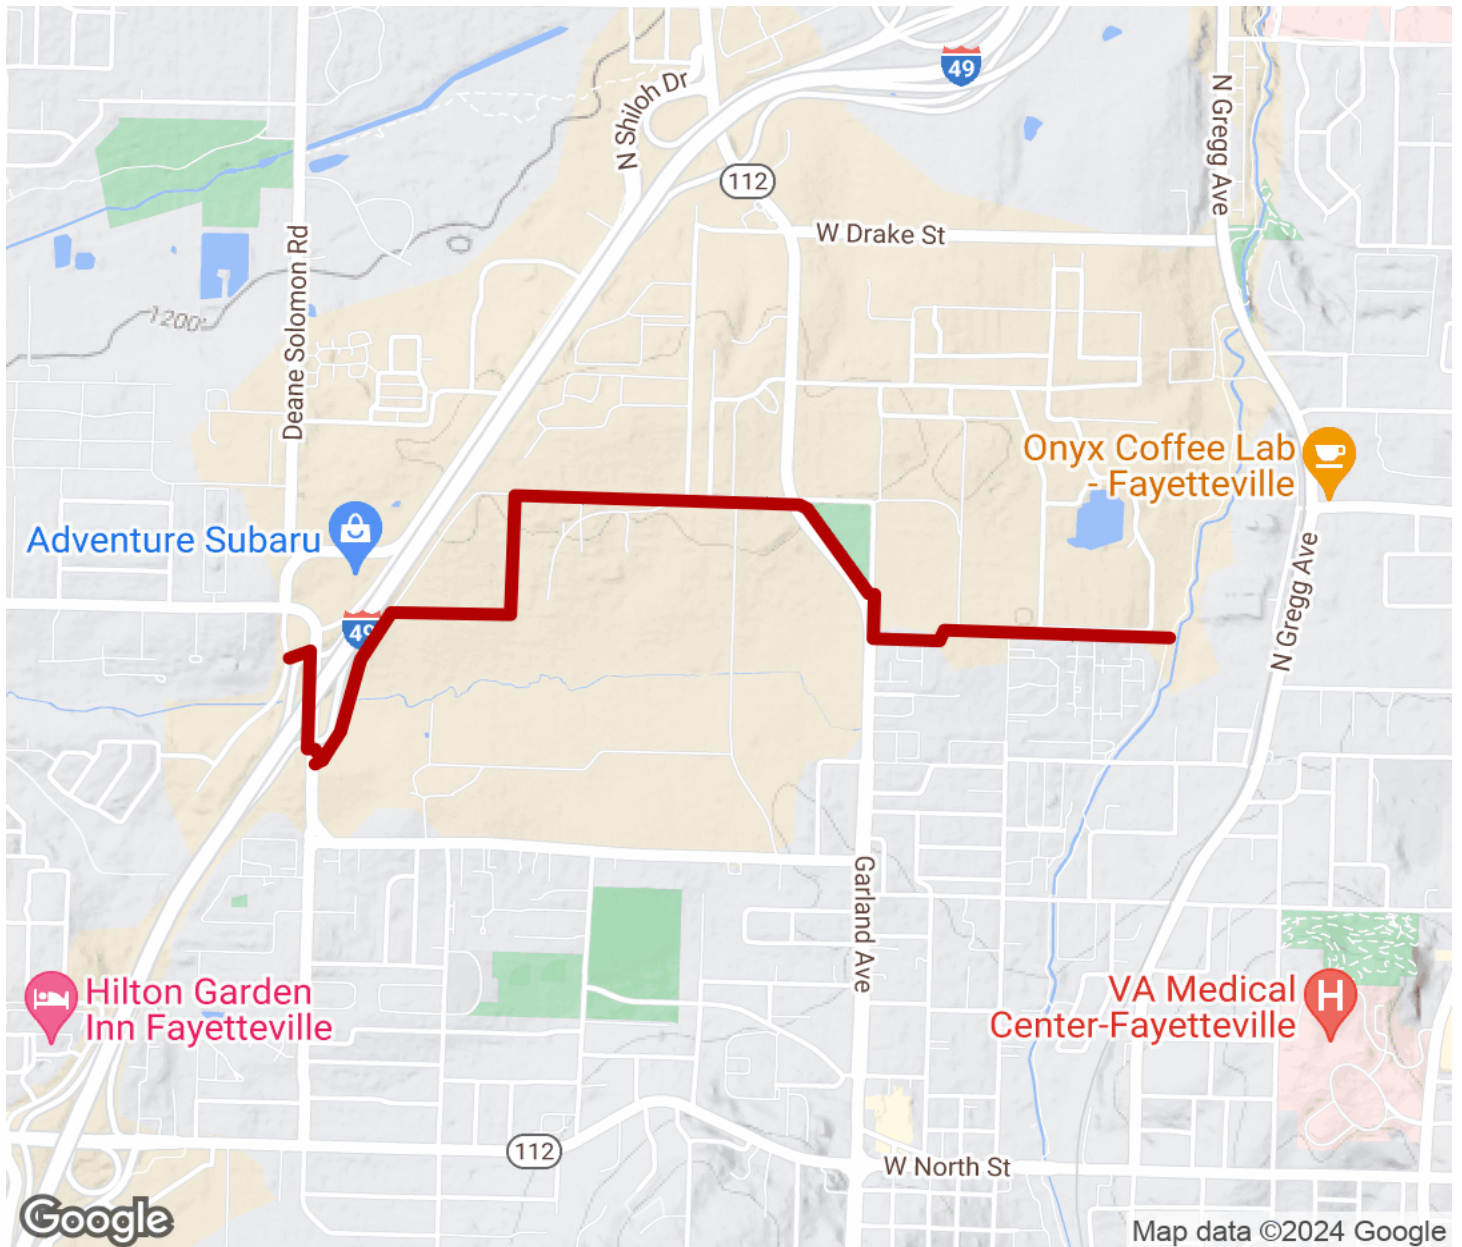 49
N Shiloh Dr
N Gregg Ave
112
W Drake St
Deane Solomon Rd
1200'
Onyx Coffee Lab
- Fayetteville
Adventure Subaru
N Gregg Ave
49
Garland Ave
Hilton Garden
Inn Fayetteville
VA Medical
H
Center-Fayetteville
112
W North St
Google
Map data ©2024 Google